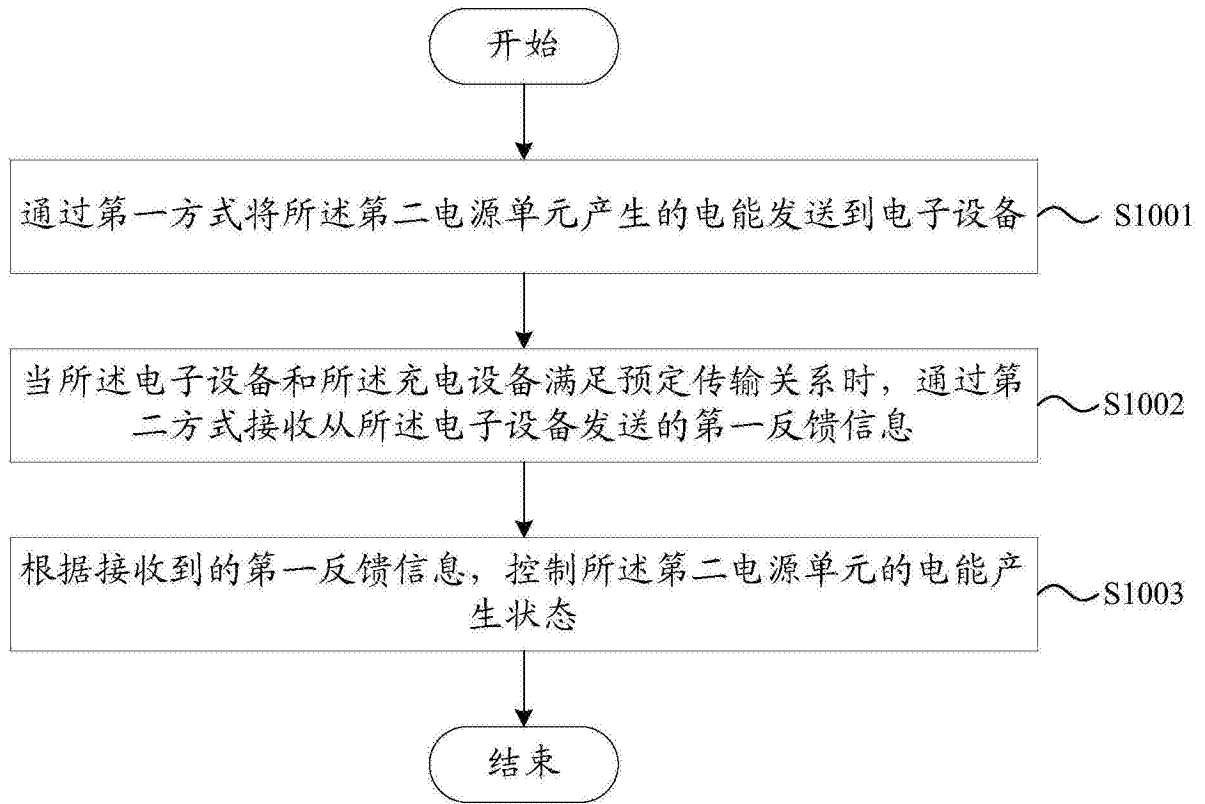 开始
通过第一方式将所述第二电源单元产生的电能发送到电子设备
S1001
当所述电子设备和所述充电设备满足预定传输关系时，通过第
二方式接收从所述电子设备发送的第一反馈信息
S1002
根据接收到的第一反馈信息，控制所述第二电源单元的电能产
生状态
S1003
结束